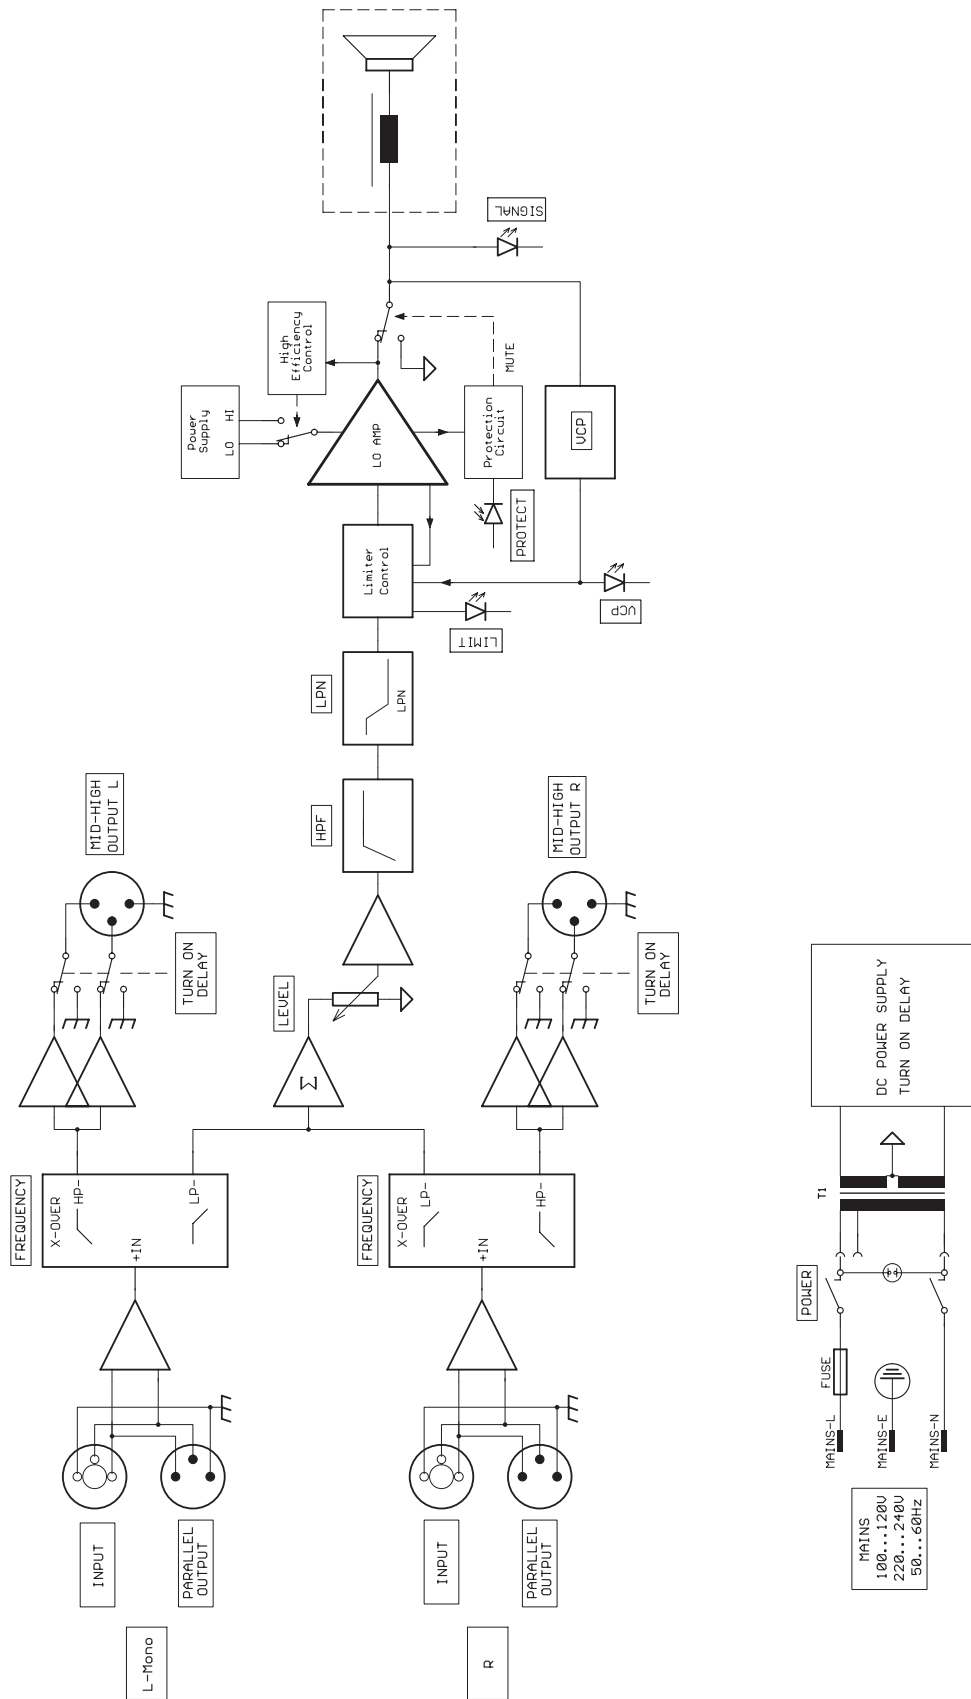 L-Mono
INPUT
PARALLEL
OUTPUT
FREQUENCY
X-OVER
HP-
LP-
+IN
TURN ON
DELAY
MID-HIGH
OUTPUT L
R
INPUT
PARALLEL
OUTPUT
FREQUENCY
X-OVER
LP-
HP-
+IN
TURN ON
DELAY
MID-HIGH
OUTPUT R
Σ
LEVEL
HPF
LPN
LPN
Limiter
Control
LIMIT
VCP
LO AMP
Power
Supply
LO HI
High
Efficiency
Control
Protection
Circuit
PROTECT
MUTE
VCP
SIGNAL
MAINS
100...120V
220...240V
50...60Hz
MAINS-L
MAINS-E
MAINS-N
FUSE
POWER
T1
DC POWER SUPPLY
TURN ON DELAY